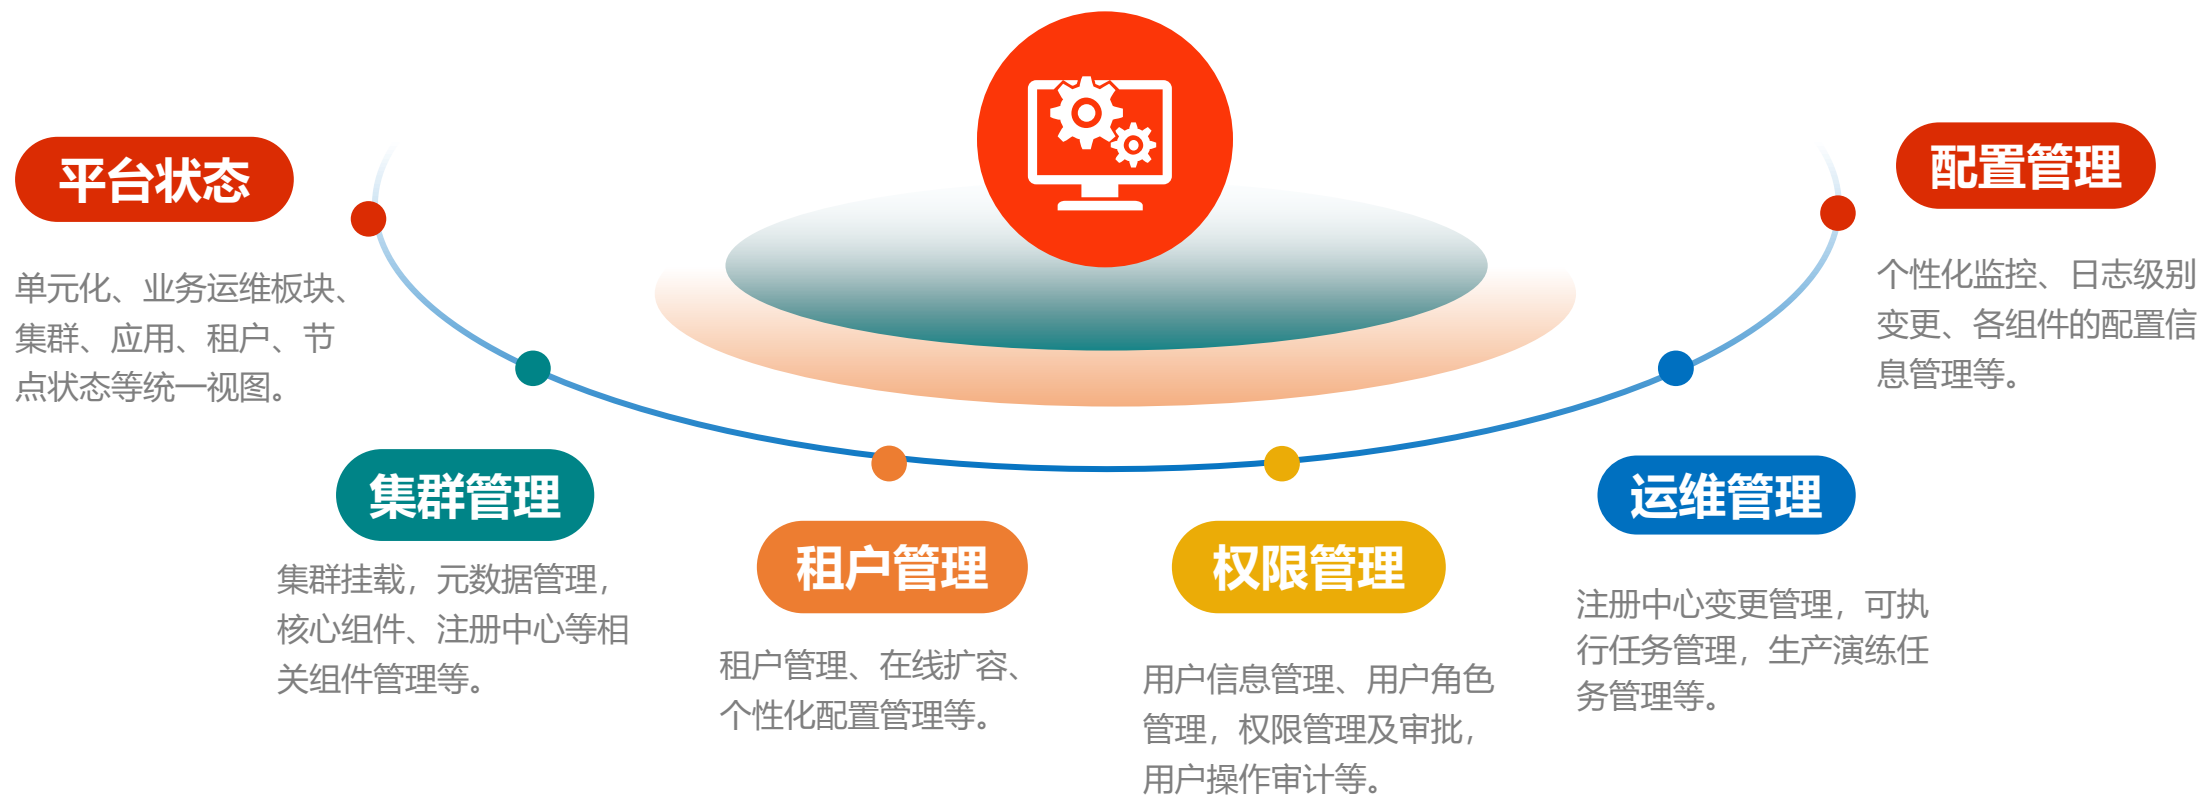 平台状态
单元化、业务运维板块、
集群、应用、租户、节
点状态等统一视图。
集群管理
集群挂载，元数据管理，
核心组件、注册中心等相
关组件管理等。
租户管理
租户管理、在线扩容、
个性化配置管理等。
权限管理
用户信息管理、用户角色
管理，权限管理及审批，
用户操作审计等。
运维管理
注册中心变更管理，可执
行任务管理，生产演练任
务管理等。
配置管理
个性化监控、日志级别
变更、各组件的配置信
息管理等。